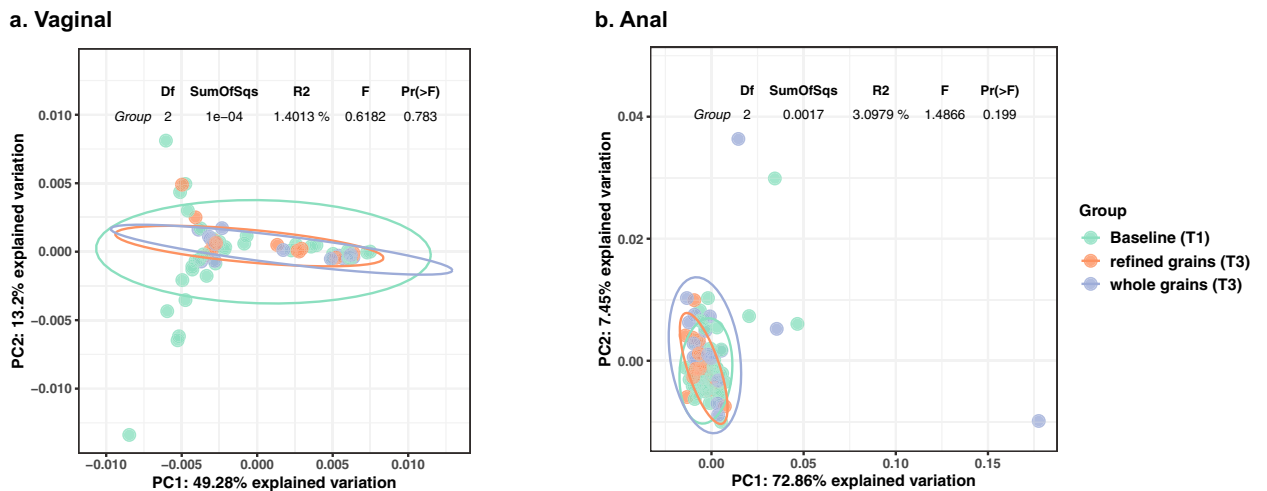 a. Vaginal
Df SumOfSqs R2 F Pr(>F)
Group 2 1e−04 1.4013 % 0.6182 0.783
0.010
0.005
0.000
−0.005
−0.010
PC2: 13.2% explained variation
−0.010 −0.005 0.000 0.005 0.010
PC1: 49.28% explained variation
b. Anal
Df SumOfSqs R2 F Pr(>F)
Group 2 0.0017 3.0979 % 1.4866 0.199
0.04
0.02
0.00
PC2: 7.45% explained variation
0.00 0.05 0.10 0.15
PC1: 72.86% explained variation
Group
Baseline (T1)
refined grains (T3)
whole grains (T3)